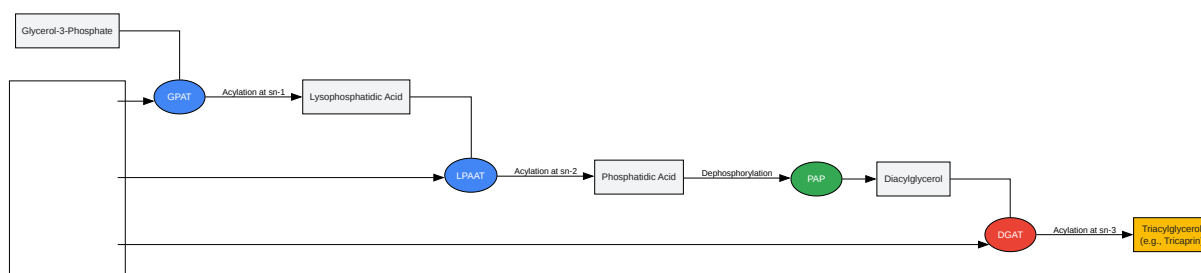 Glycerol-3-Phosphate
GPAT
Acylation at sn-1
Lysophosphatidic Acid
LPAAT
Acylation at sn-2
Phosphatidic Acid
Dephosphorylation
PAP
Diacylglycerol
DGAT
Acylation at sn-3
Triacylglycerol
(e.g., Tricaprin